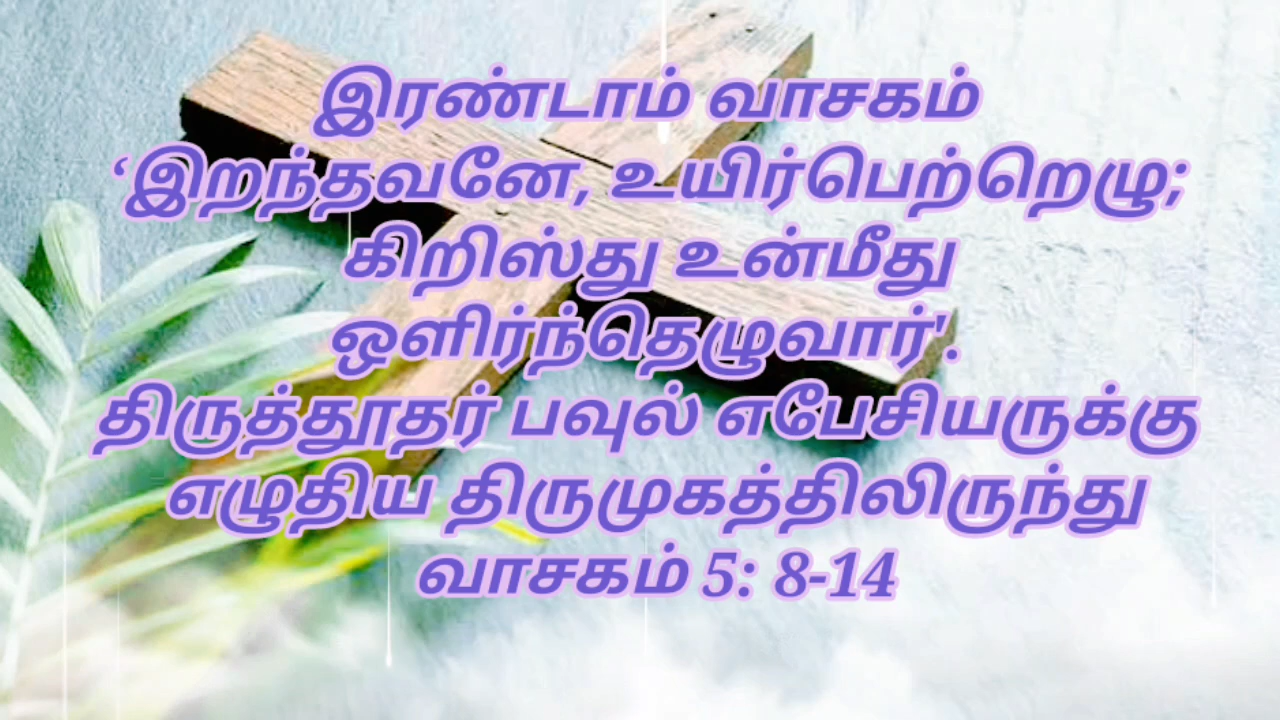 இரண்டாம் வாசகம்
‘இறந்தவனே, உயிர்பெற்றெழு;
கிறிஸ்து உன்மீது
ஒளிர்ந்தெழுவார்'.
திருத்தூதர் பவுல் எபேசியருக்கு
எழுதிய திருமுகத்திலிருந்து
வாசகம் 5: 8-14